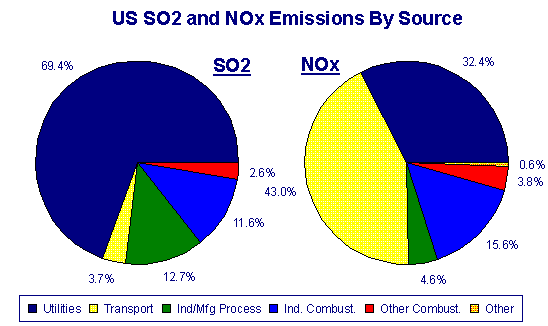 US SO2 and NOx Emissions By Source
SO2
NOx
69.4%
2.6%
11.6%
12.7%
3.7%
32.4%
0.6%
3.8%
15.6%
4.6%
43.0%
Utilities Transport Ind/Mfg Process Ind. Combust. Other Combust. Other